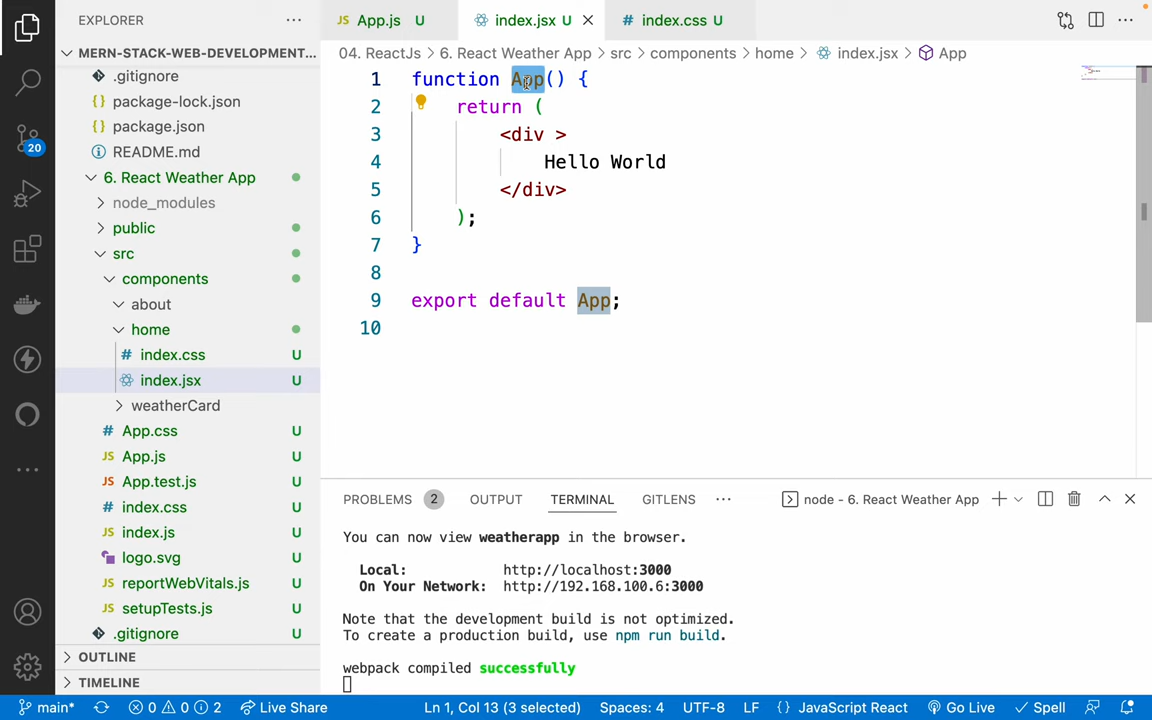 EXPLORER
MERN-STACK-WEB-DEVELOPMENT...
.gitignore
{} package-lock.json
{} package.json
README.md
6. React Weather App
node_modules
public
src
components
about
home
# index.css U
index.jsx U
weatherCard
# App.css U
JS App.js U
JS App.test.js U
# index.css U
JS index.js U
logo.svg U
JS reportWebVitals.js U
JS setupTests.js U
.gitignore U
OUTLINE
TIMELINE
20
JS App.js U
index.jsx U
# index.css U
04. ReactJs > 6. React Weather App > src > components > home > index.jsx > App
1 function App() {
2 return (
3 <div >
4 Hello World
5 </div>
6 );
7 }
8
9 export default App;
10
PROBLEMS 2 OUTPUT TERMINAL GITLENS ... node - 6. React Weather App
You can now view weatherapp in the browser.
Local: http://localhost:3000
On Your Network: http://192.168.100.6:3000
Note that the development build is not optimized.
To create a production build, use npm run build.
webpack compiled successfully
main* 0 0 2 Live Share Ln 1, Col 13 (3 selected) Spaces: 4 UTF-8 LF {} JavaScript React Go Live Spell